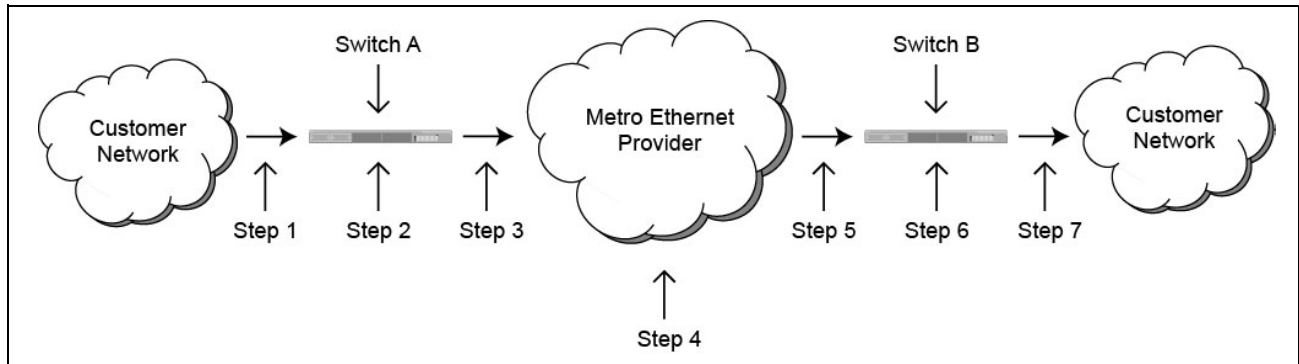 Switch A
Switch B
Customer
Network
Metro Ethernet
Provider
Customer
Network
Step 1
Step 2
Step 3
Step 5
Step 6
Step 7
Step 4